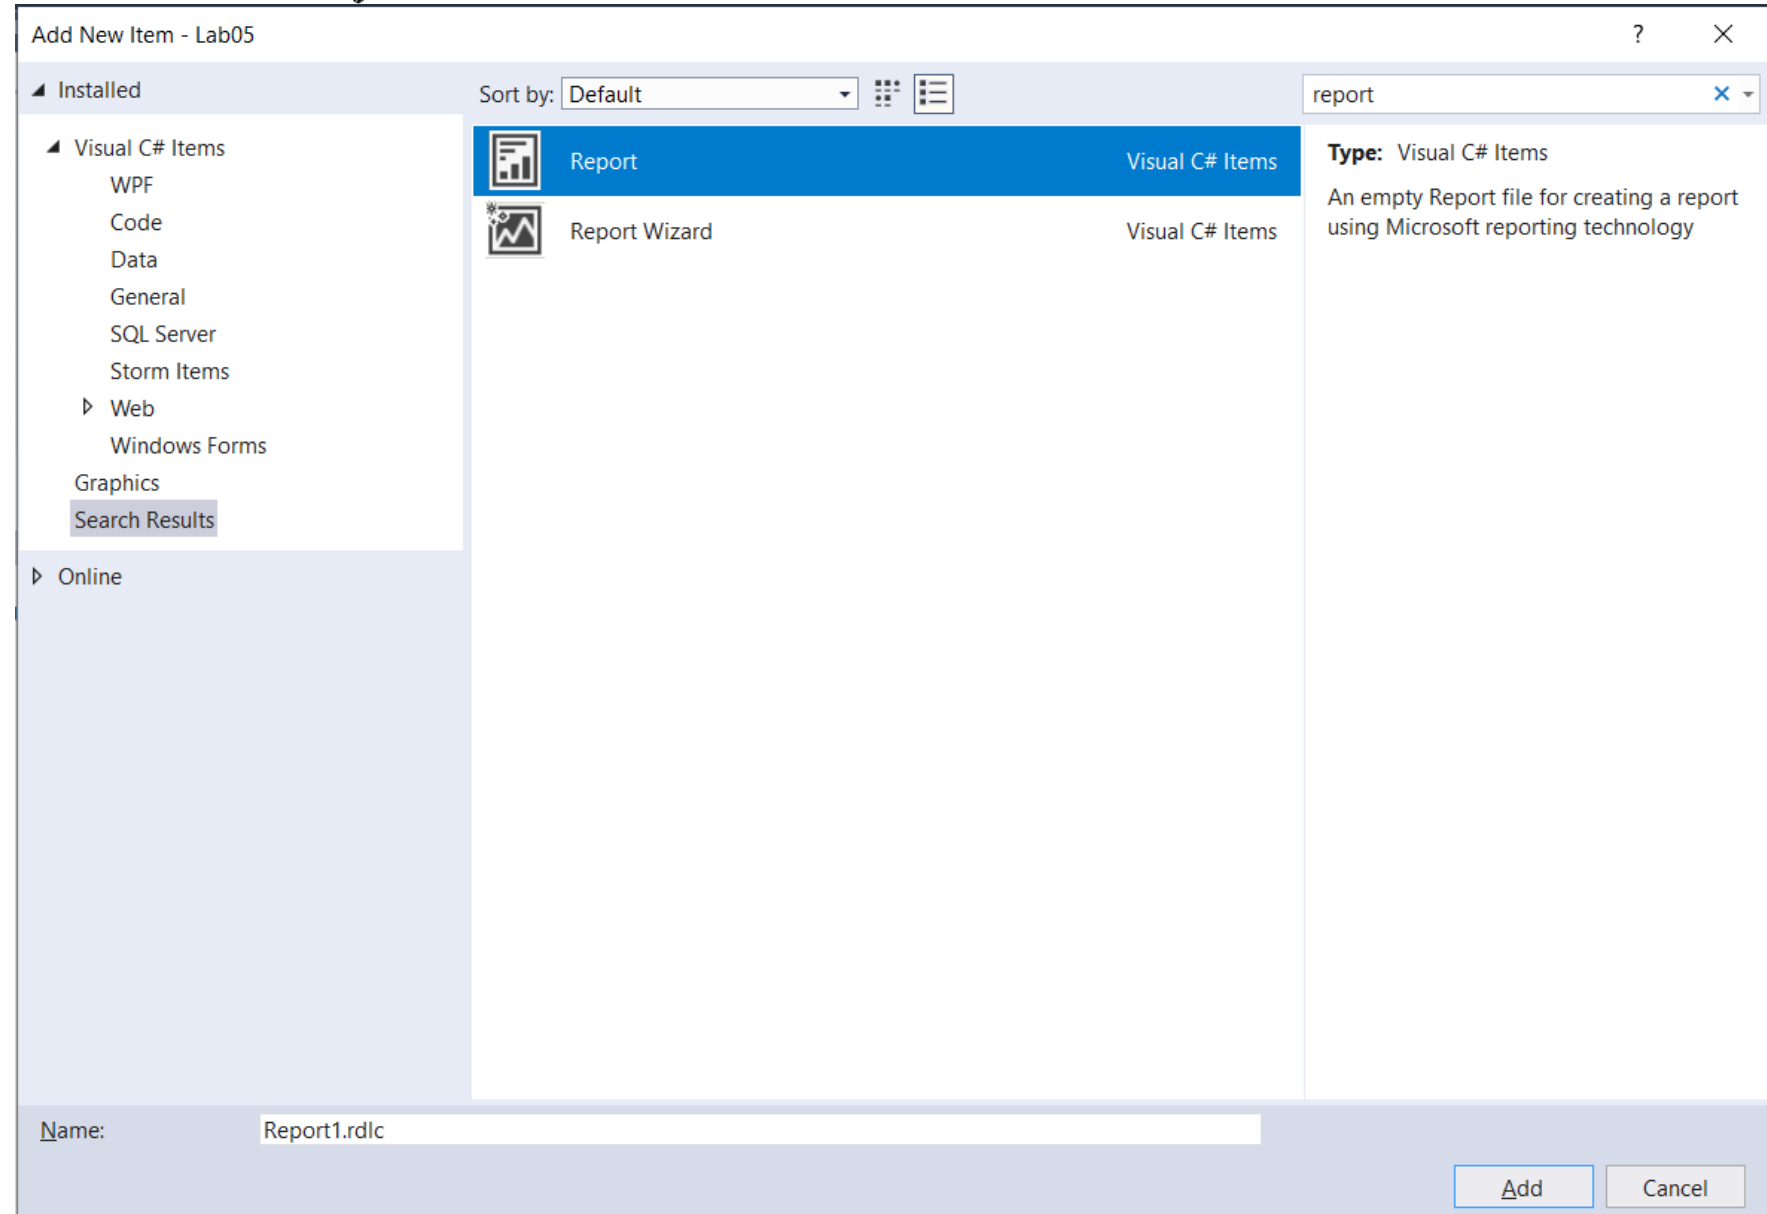 Add New Item - Lab05
?
Installed
Sort by: Default
report
Visual C# Items
WPF
Code
Data
General
SQL Server
Storm Items
Web
Windows Forms
Graphics
Search Results
Online
Report Visual C# Items
Report Wizard Visual C# Items
Type: Visual C# Items
An empty Report file for creating a report
using Microsoft reporting technology
Name: Report1.rdlc
Add Cancel